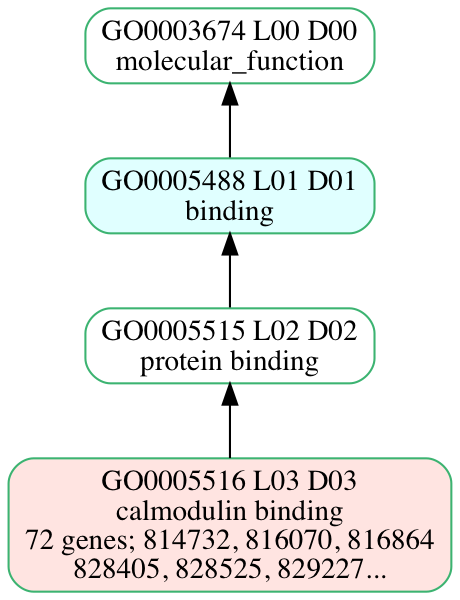 GO0003674 L00 D00
molecular_function
GO0005488 L01 D01
binding
GO0005515 L02 D02
protein binding
GO0005516 L03 D03
calmodulin binding
72 genes; 814732, 816070, 816864
828405, 828525, 829227...